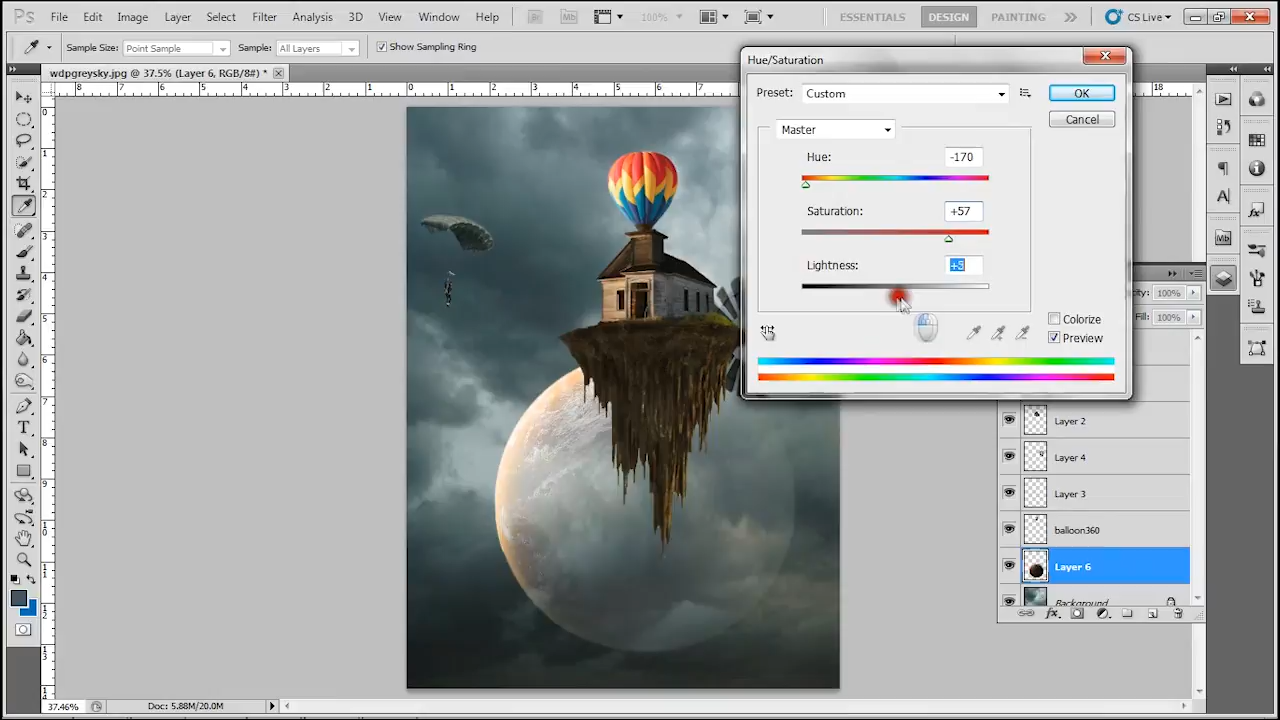 Ps File Edit Image Layer Select Filter Analysis 3D View Window Help Br Mb 100% ESSENTIALS DESIGN PAINTING CS Live
Sample Size: Point Sample Sample: All Layers Show Sampling Ring
wdpgreysky.jpg @ 37.5% (Layer 6, RGB/8#) *
Hue/Saturation
Preset: Custom OK
Cancel
Master
Hue: -170
Saturation: +57
Lightness:
Colorize
Preview
100%
Fill: 100%
Layer 2
Layer 4
Layer 3
balloon360
Layer 6
Background
37.46% Doc: 5.88M/20.0M